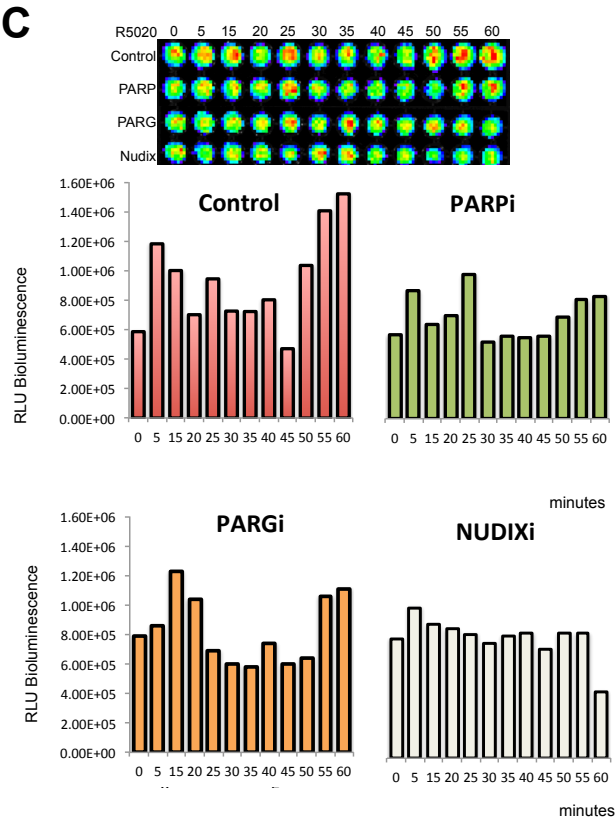 C
R5020 0 5 15 20 25 30 35 40 45 50 55 60
Control
PARP
PARG
Nudix
1.60E+06
1.40E+06
1.20E+06
1.00E+06
8.00E+05
6.00E+05
4.00E+05
2.00E+05
0.00E+00
RLU Bioluminescence
Control
0 5 15 20 25 30 35 40 45 50 55 60
PARPi
0 5 15 20 25 30 35 40 45 50 55 60
minutes
1.60E+06
1.40E+06
1.20E+06
1.00E+06
8.00E+05
6.00E+05
4.00E+05
2.00E+05
0.00E+00
RLU Bioluminescence
PARGi
0 5 15 20 25 30 35 40 45 50 55 60
NUDIXi
0 5 15 20 25 30 35 40 45 50 55 60
minutes